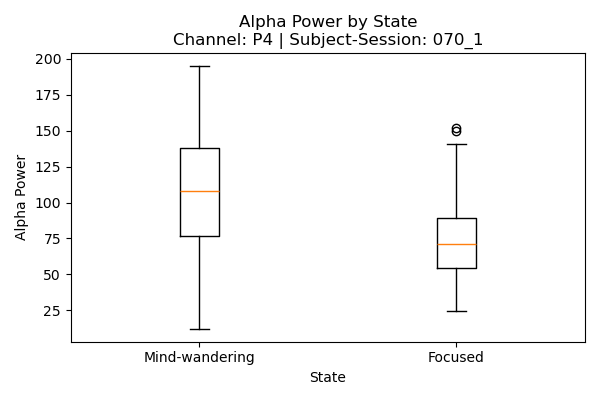 Alpha Power by State
Channel: P4 | Subject-Session: 070_1
200
175
150
125
100
75
50
25
Alpha Power
Mind-wandering
Focused
State